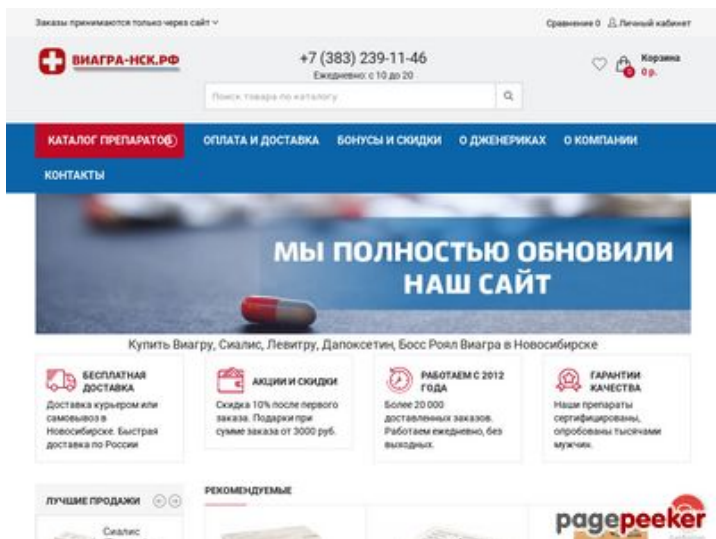 Заказы принимаются только через сайт
Сравнение 0 Личный кабинет
ВИАГРА-НСК.РФ
+7 (383) 239-11-46
Ежедневно: с 10 до 20
Корзина
0
0 р.
Поиск товара по каталогу
КАТАЛОГ ПРЕПАРАТОВ
ОПЛАТА И ДОСТАВКА
БОНУСЫ И СКИДКИ
О ДЖЕНЕРИКАХ
О КОМПАНИИ
КОНТАКТЫ
МЫ ПОЛНОСТЬЮ ОБНОВИЛИ
НАШ САЙТ
Купить Виагру, Сиалис, Левитру, Дапоксетин, Босс Роял Виагра в Новосибирске
БЕСПЛАТНАЯ
ДОСТАВКА
Доставка курьером или
самовывоз в
Новосибирске. Быстрая
доставка по России
АКЦИИ И СКИДКИ
Скидка 10% после первого
заказа. Подарки при
сумме заказа от 3000 руб.
РАБОТАЕМ С 2012
ГОДА
Более 20 000
доставленных заказов.
Работаем ежедневно, без
выходных.
ГАРАНТИИ
КАЧЕСТВА
Наши препараты
сертифицированы,
опробованы тысячами
мужчин.
ЛУЧШИЕ ПРОДАЖИ
РЕКОМЕНДУЕМЫЕ
Сиалис
pagepeeker